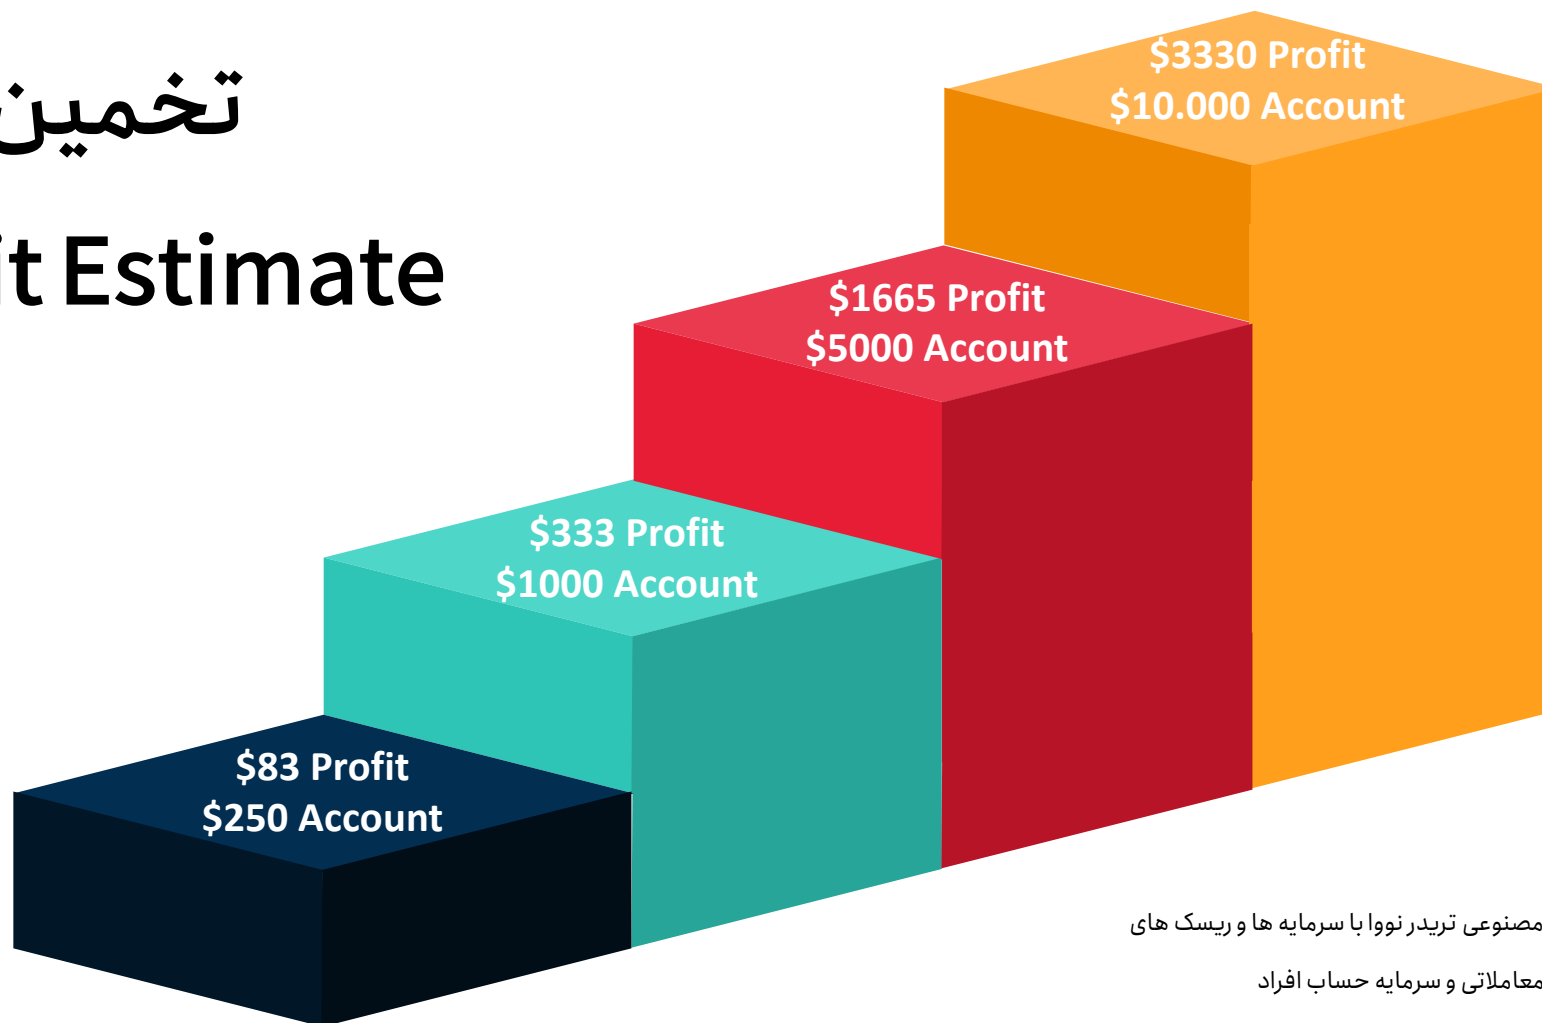 تخمین
Estimate
$3330 Profit
$10.000 Account
$1665 Profit
$5000 Account
$333 Profit
$1000 Account
$83 Profit
$250 Account
مصنوعی تریدر نووا با سرمایه ها و ریسک های
معاملاتی و سرمایه حساب افراد